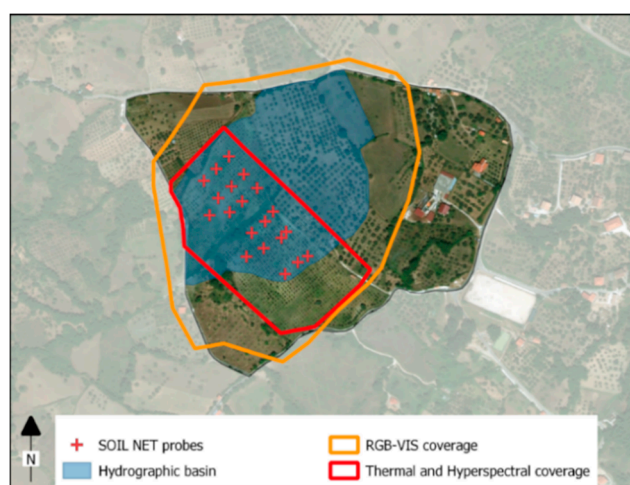 N
SOIL NET probes
Hydrographic basin
RGB-VIS coverage
Thermal and Hyperspectral coverage